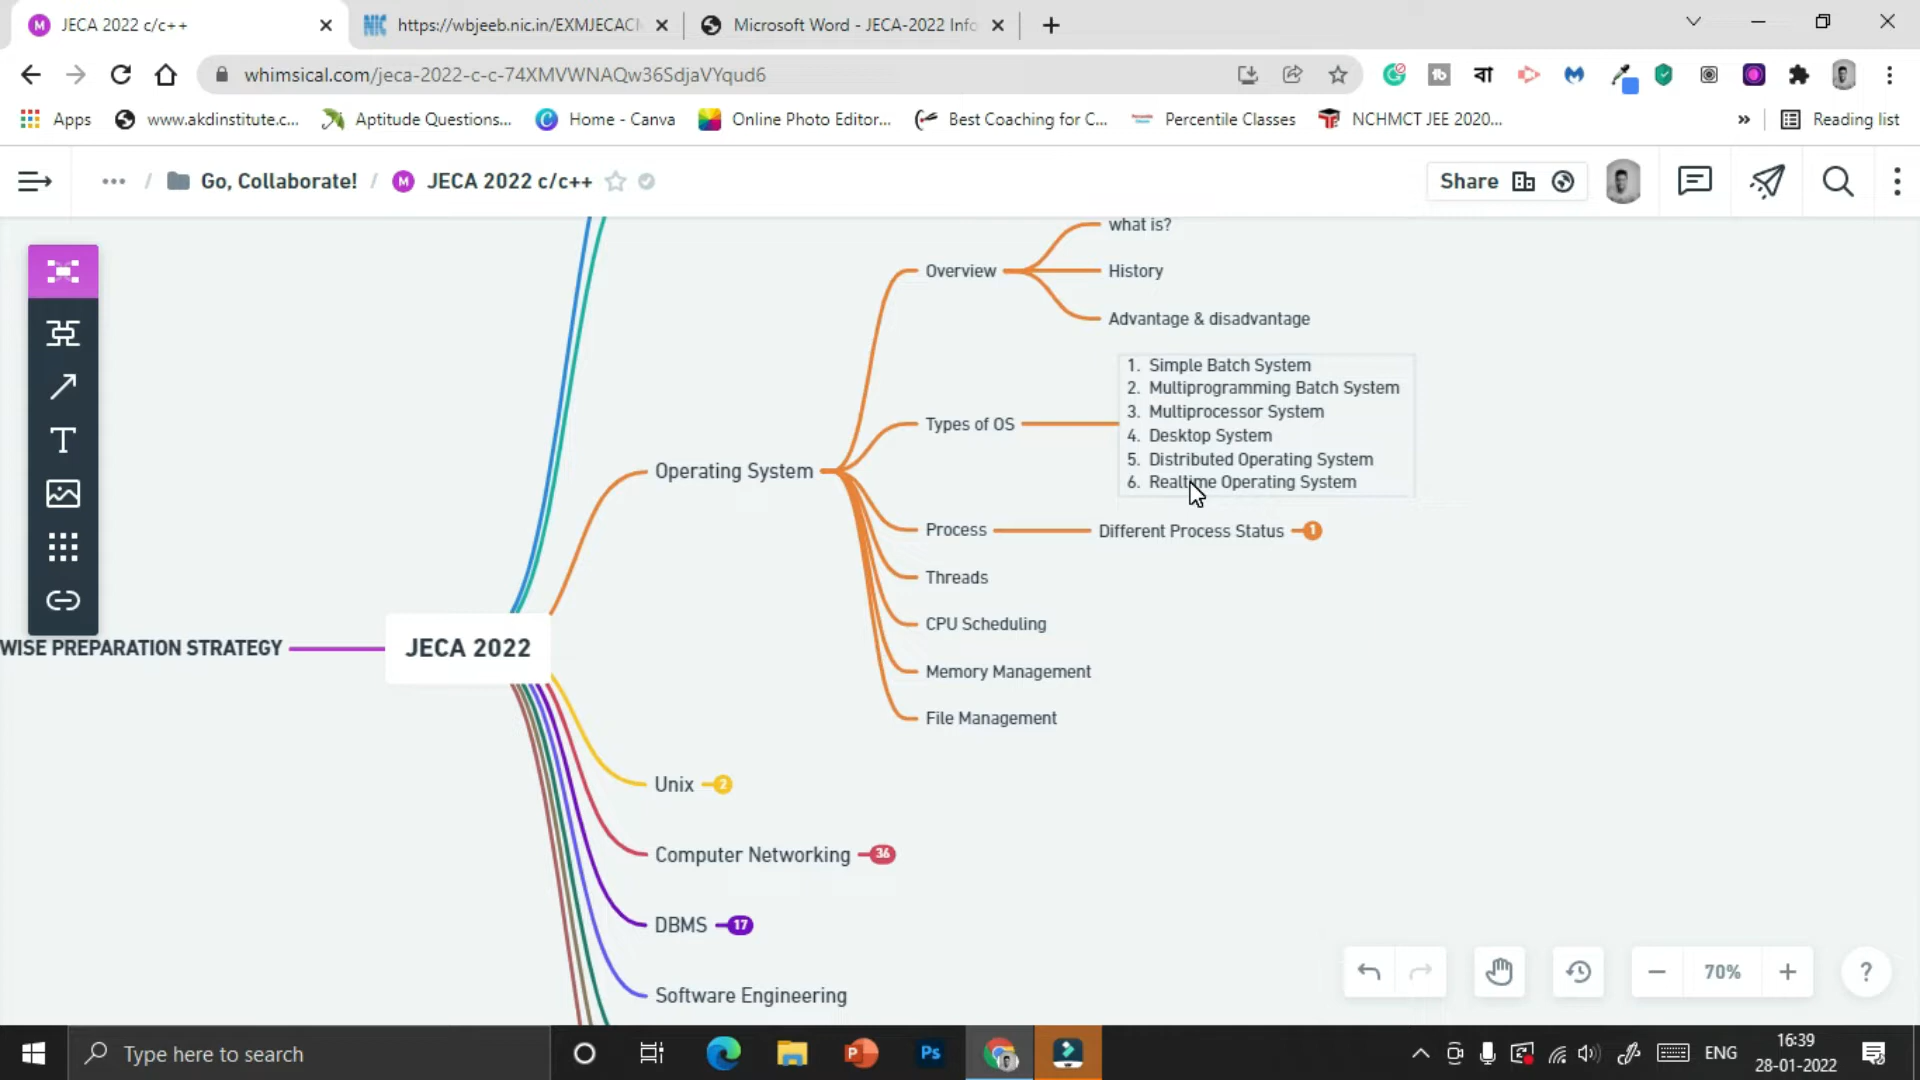 JECA 2022 c/c++
NIC https://wbjeeb.nic.in/EXMJECACI
Microsoft Word - JECA-2022 Info
whimsical.com/jeca-2022-c-c-74XMVWNAQw36SdjaVYqud6
Apps
www.akdinstitute.c...
Aptitude Questions...
Home - Canva
Online Photo Editor...
Best Coaching for C...
Percentile Classes
NCHMCT JEE 2020...
Reading list
Go, Collaborate! / M JECA 2022 c/c++
Share
what is?
Overview
History
Advantage & disadvantage
1. Simple Batch System
2. Multiprogramming Batch System
3. Multiprocessor System
Types of OS
4. Desktop System
5. Distributed Operating System
Operating System
6. Realtime Operating System
Process
Different Process Status 1
Threads
CPU Scheduling
WISE PREPARATION STRATEGY
JECA 2022
Memory Management
File Management
Unix 2
Computer Networking 36
DBMS 17
Software Engineering
70%
?
Type here to search
Ps
ENG
16:39
28-01-2022